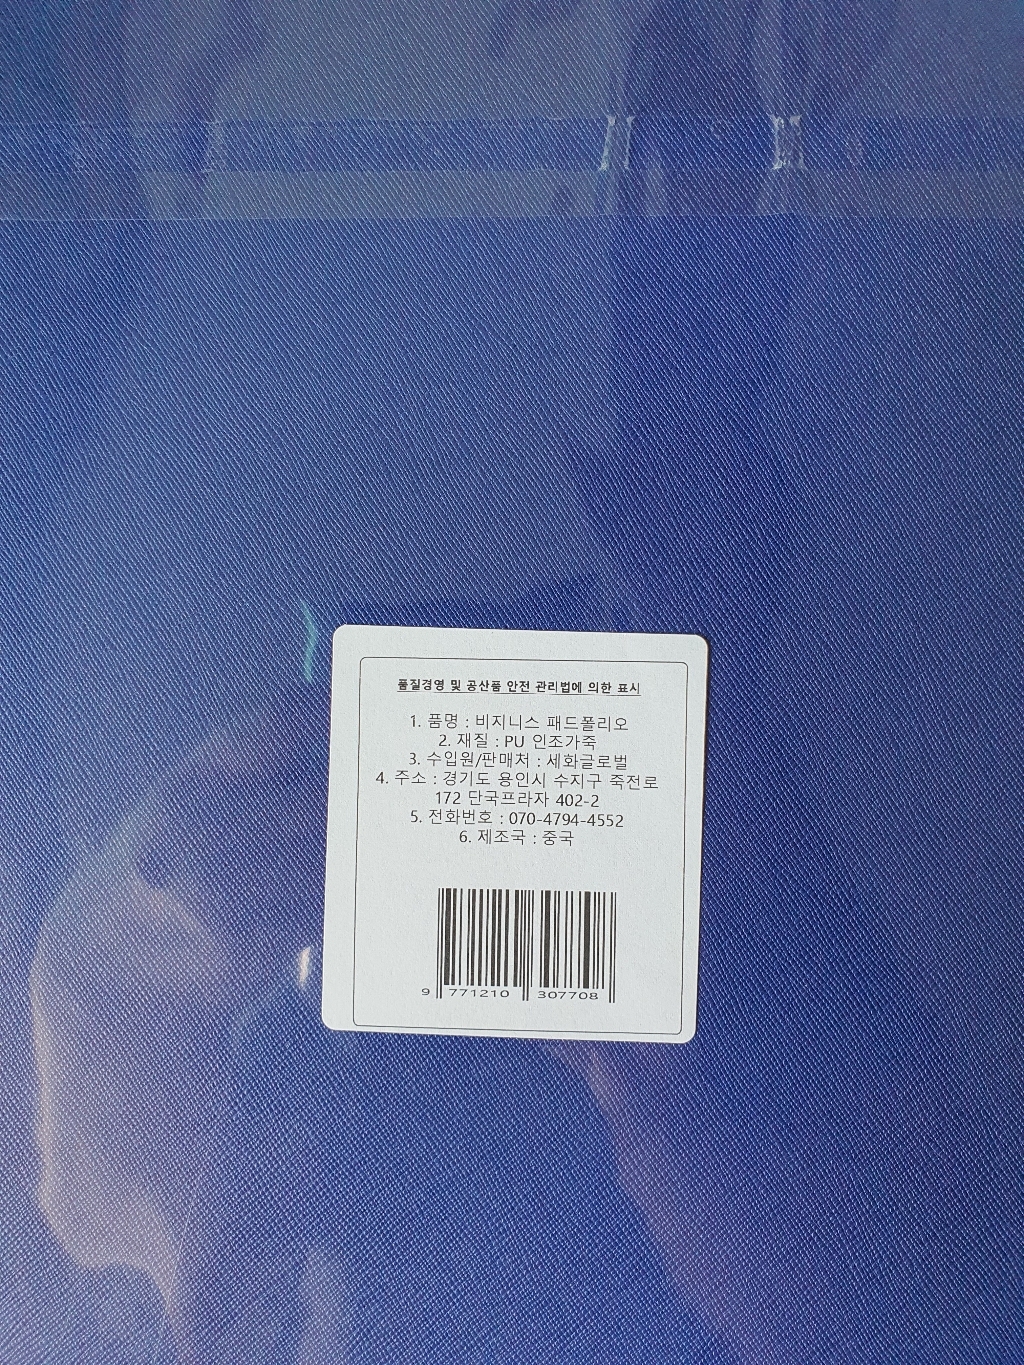 품질경영 및 공산품 안전 관리법에 의한 표시
1. 품명 : 비지니스 패드폴리오
2. 재질 : PU 인조가죽
3. 수입원/판매처 : 세화글로벌
4. 주소 : 경기도 용인시 수지구 죽전로
172 단국프라자 402-2
5. 전화번호 : 070-4794-4552
6. 제조국 : 중국
9 771210 307708